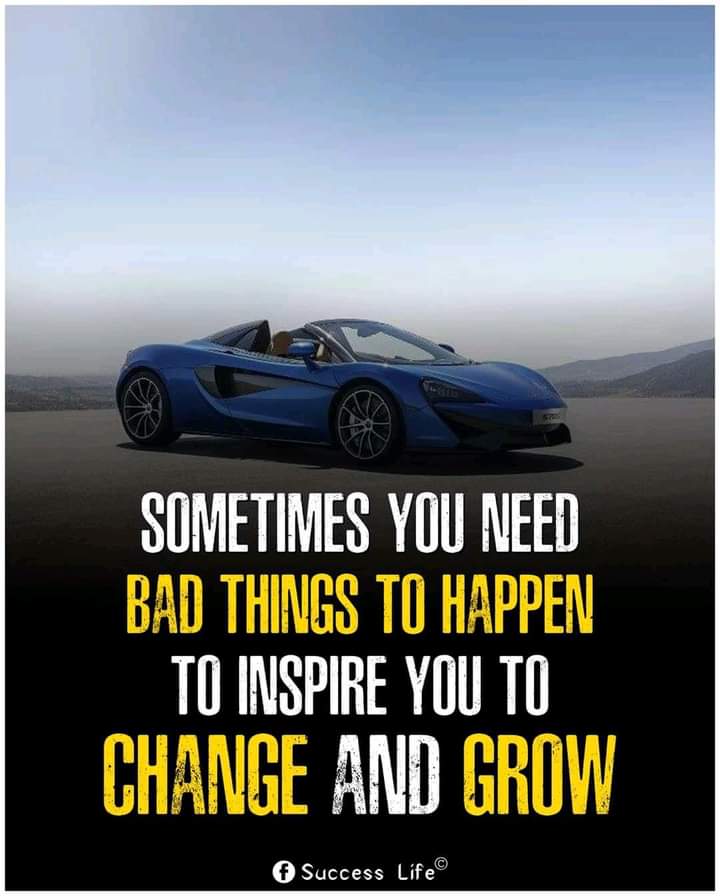 SOMETIMES YOU NEED
BAD THINGS TO HAPPEN
TO INSPIRE YOU TO
CHANGE AND GROW
f Success Life©